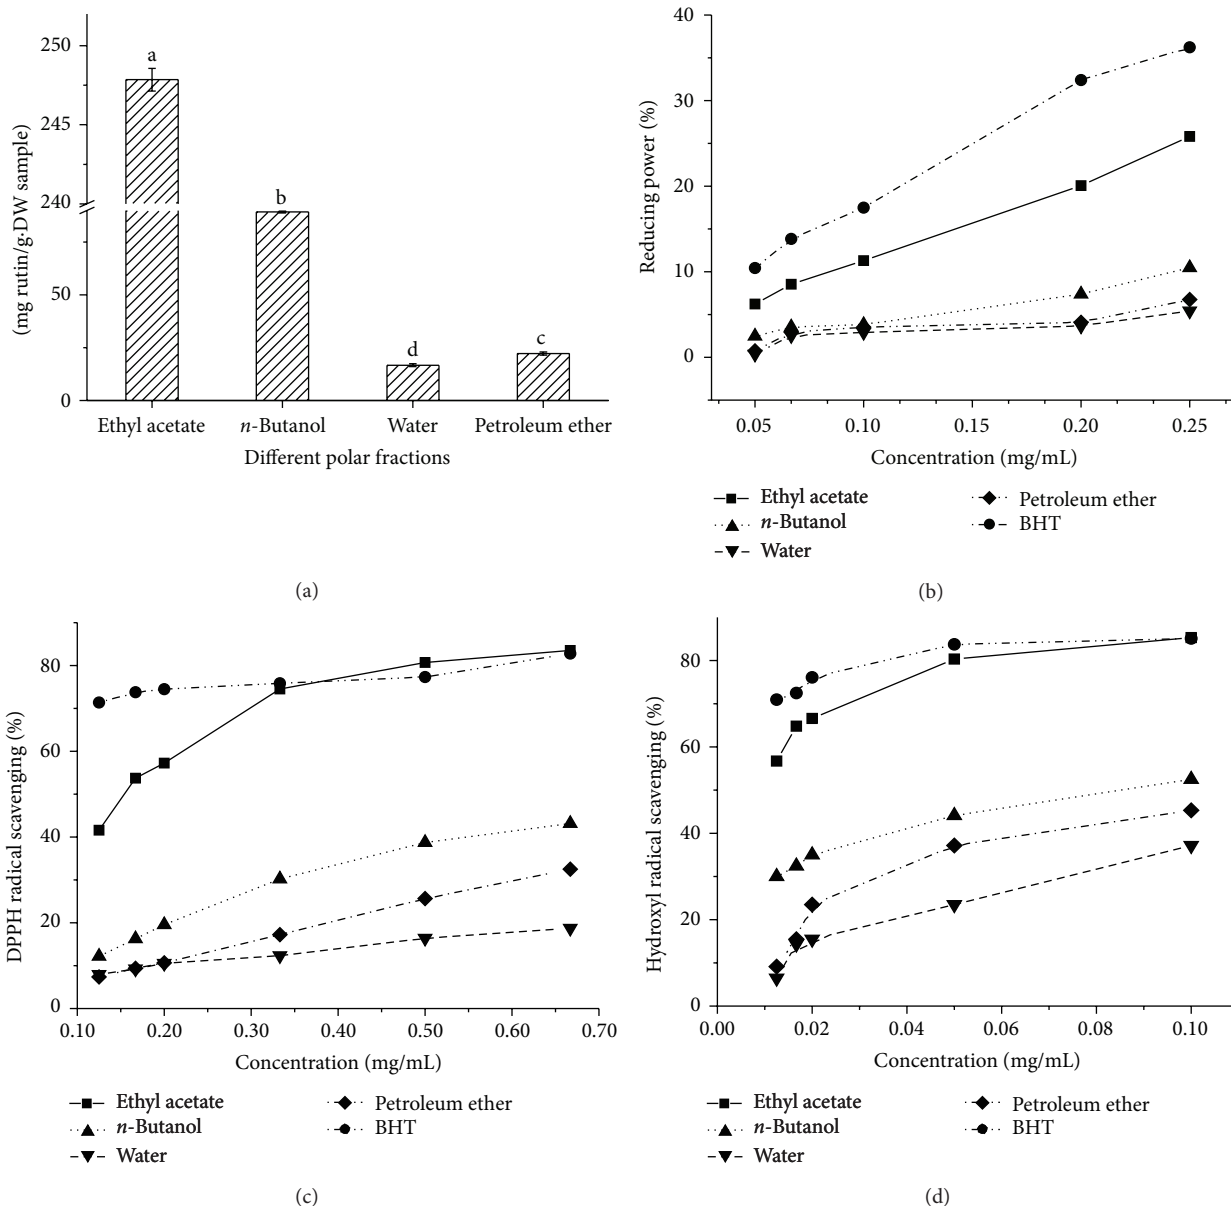 250
245
240
50
0
(mg rutin/g·DW sample)
a
b
d
c
Ethyl acetate
n-Butanol
Water
Petroleum ether
Different polar fractions
(a)
40
30
20
10
0
Reducing power (%)
0.05
0.10
0.15
0.20
0.25
Concentration (mg/mL)
Ethyl acetate
n-Butanol
Water
Petroleum ether
BHT
(b)
80
60
40
20
0
DPPH radical scavenging (%)
0.10
0.20
0.30
0.40
0.50
0.60
0.70
Concentration (mg/mL)
Ethyl acetate
n-Butanol
Water
Petroleum ether
BHT
(c)
80
60
40
20
0
Hydroxyl radical scavenging (%)
0.00
0.02
0.04
0.06
0.08
0.10
Concentration (mg/mL)
Ethyl acetate
n-Butanol
Water
Petroleum ether
BHT
(d)